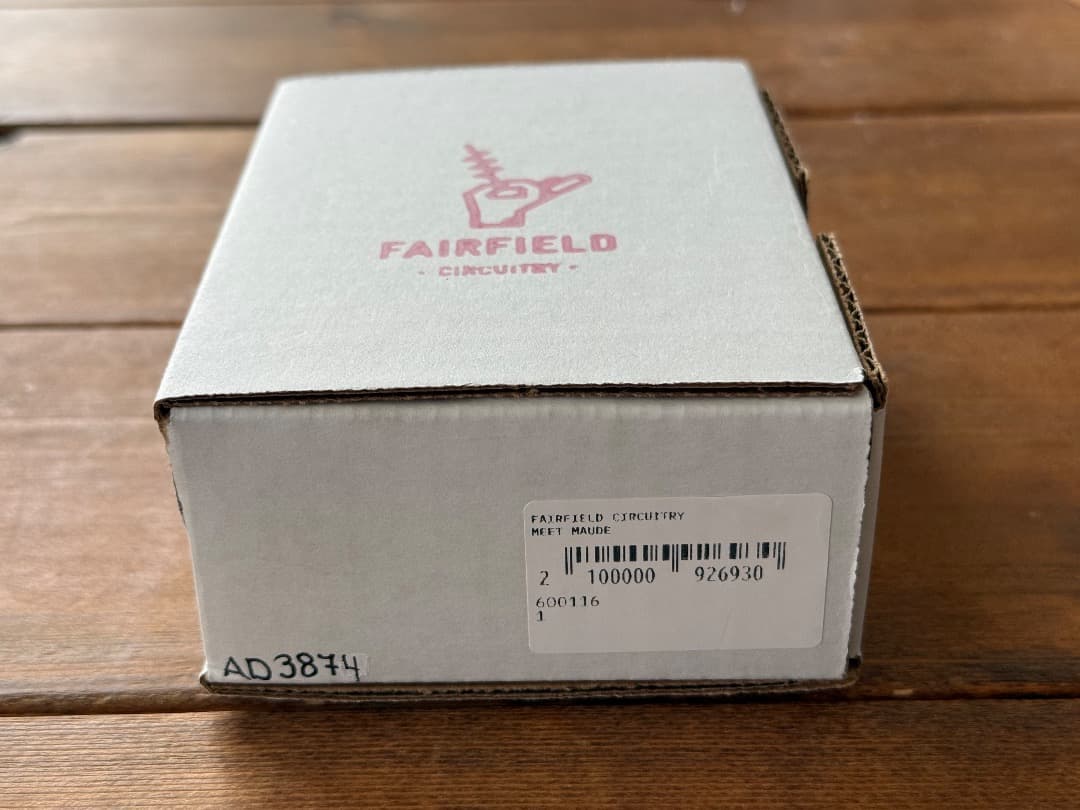 FAIRFIELD
· CIRCUITRY ·
FAIRFIELD CIRCUITRY
MEET MAUDE
2 100000 926930
600116
1
AD3874